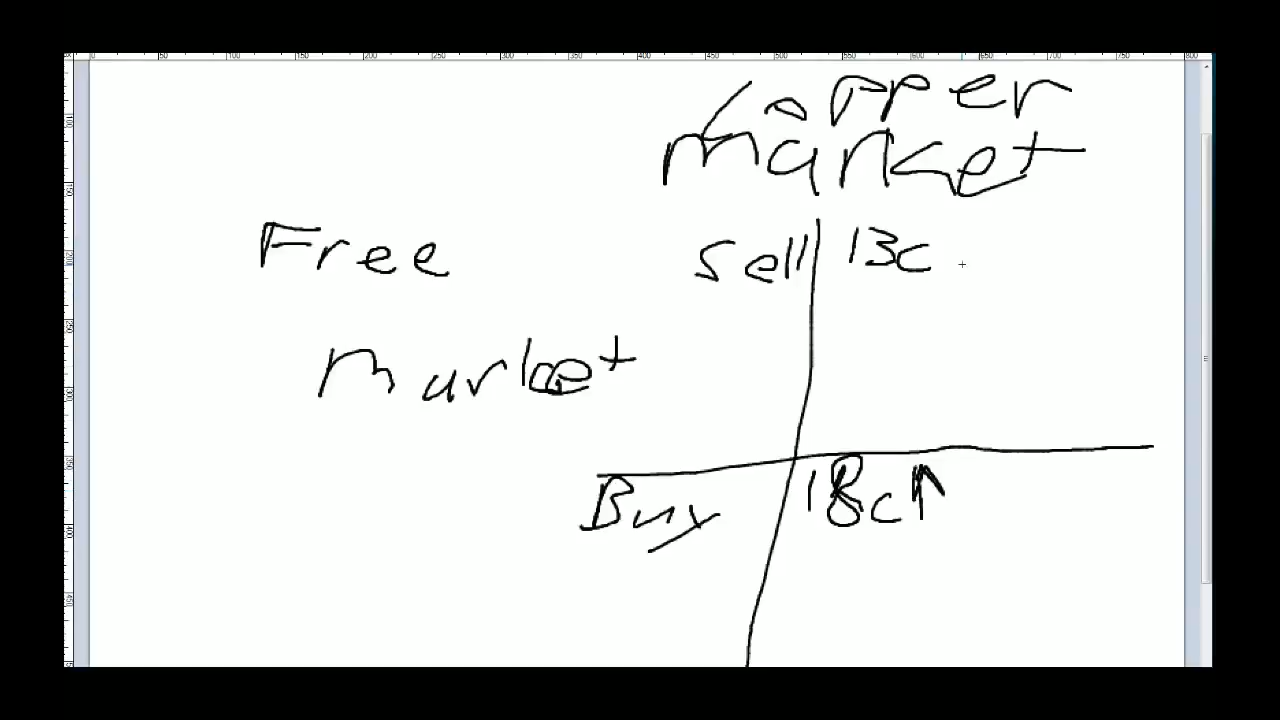 Copper
market
Free
sell 13c
market
Buy 18c↑